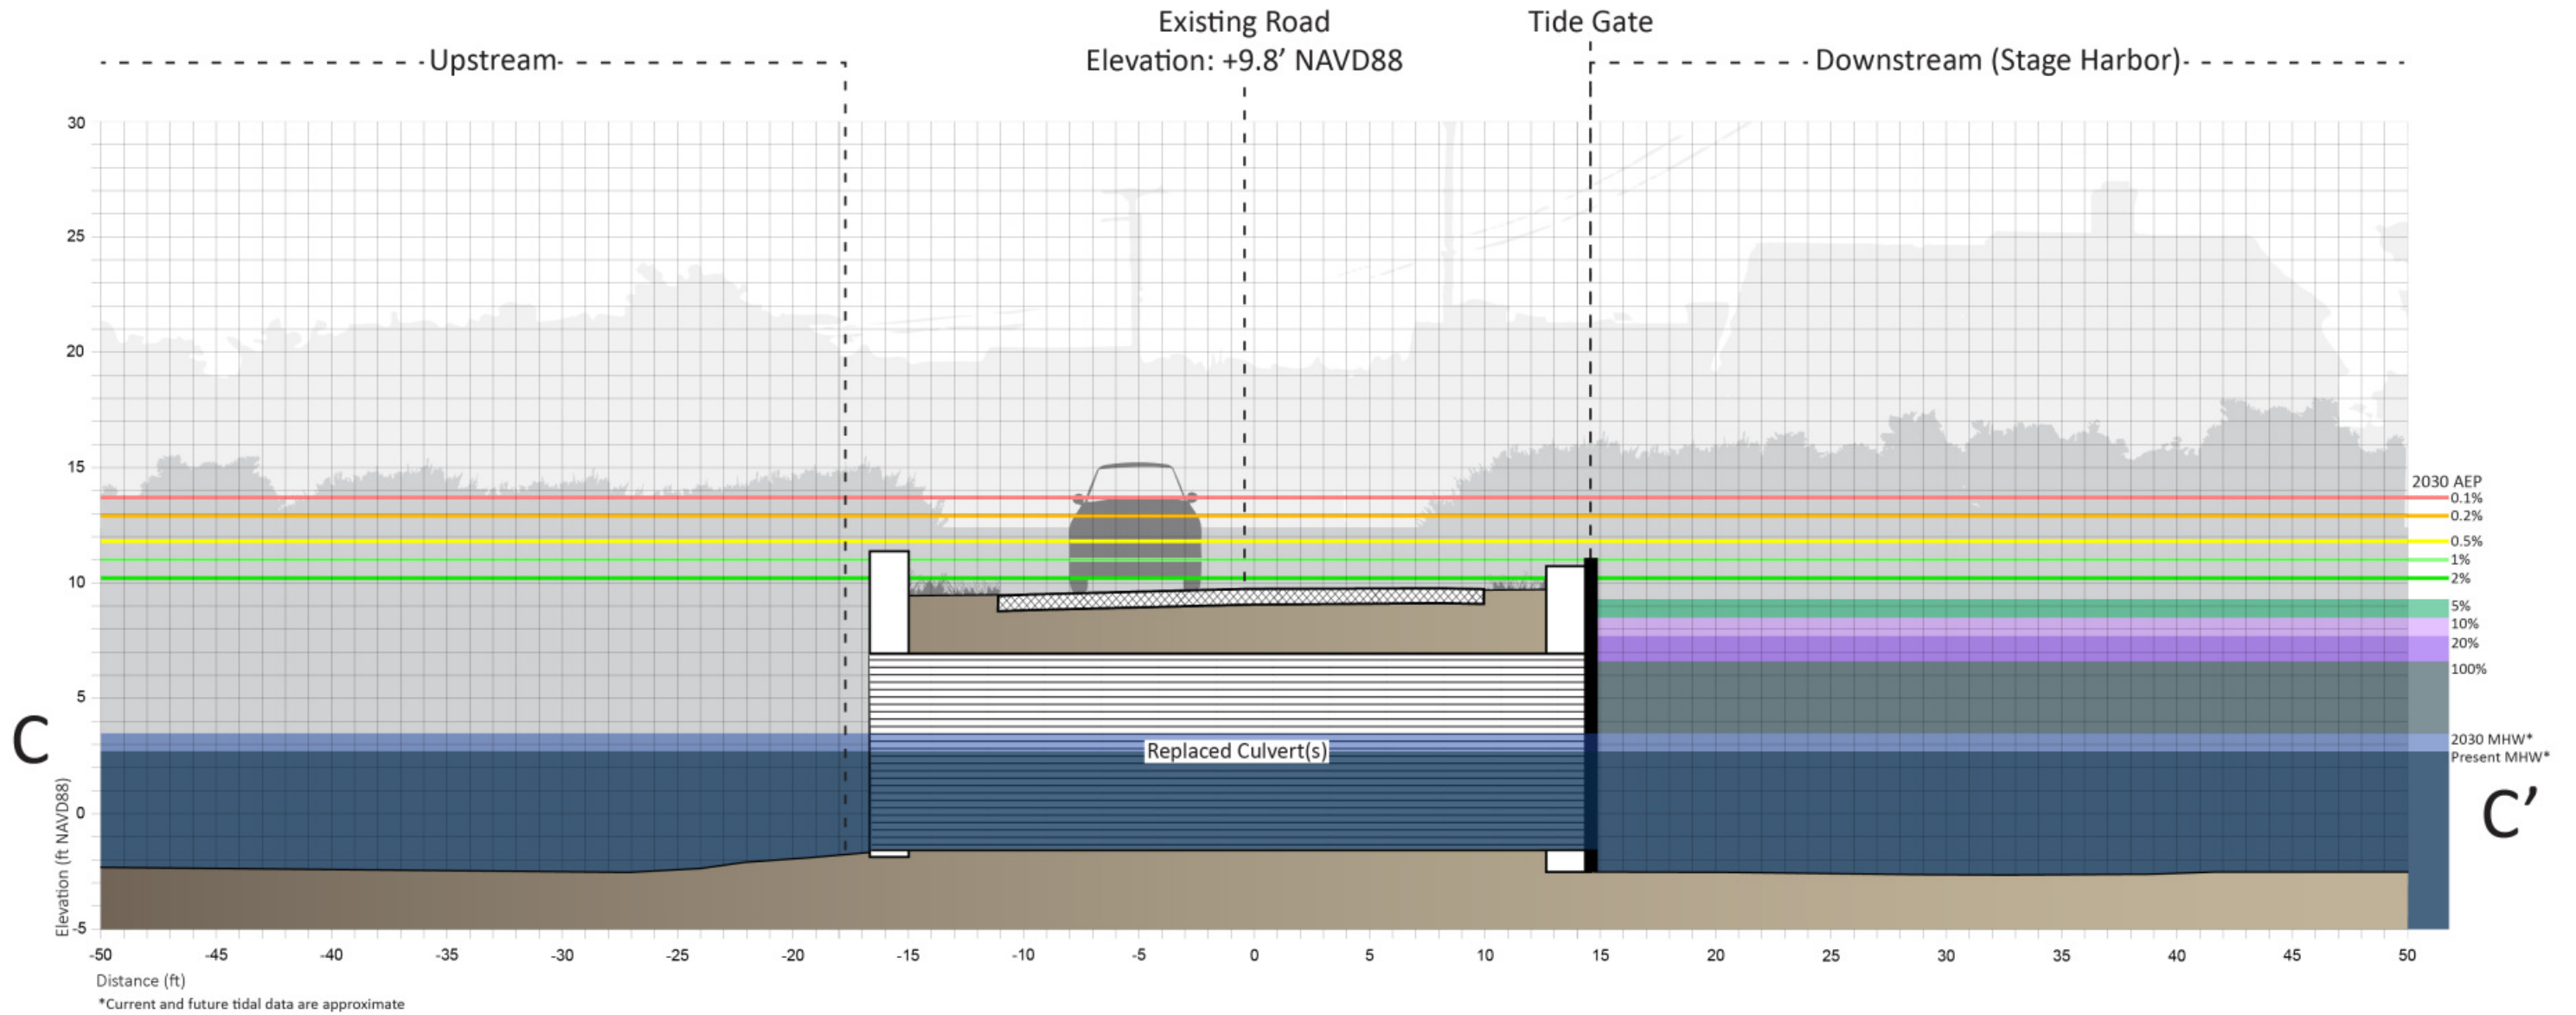 Existing Road
Elevation: +9.8’ NAVD88
Tide Gate
Upstream
Downstream (Stage Harbor)
30
25
20
15
10
5
0
-5
Elevation (ft NAVD88)
C
Replaced Culvert(s)
2030 AEP
0.1%
0.2%
0.5%
1%
2%
5%
10%
20%
100%
2030 MHW*
Present MHW*
C’
-50 -45 -40 -35 -30 -25 -20 -15 -10 -5 0 5 10 15 20 25 30 35 40 45 50
Distance (ft)
*Current and future tidal data are approximate